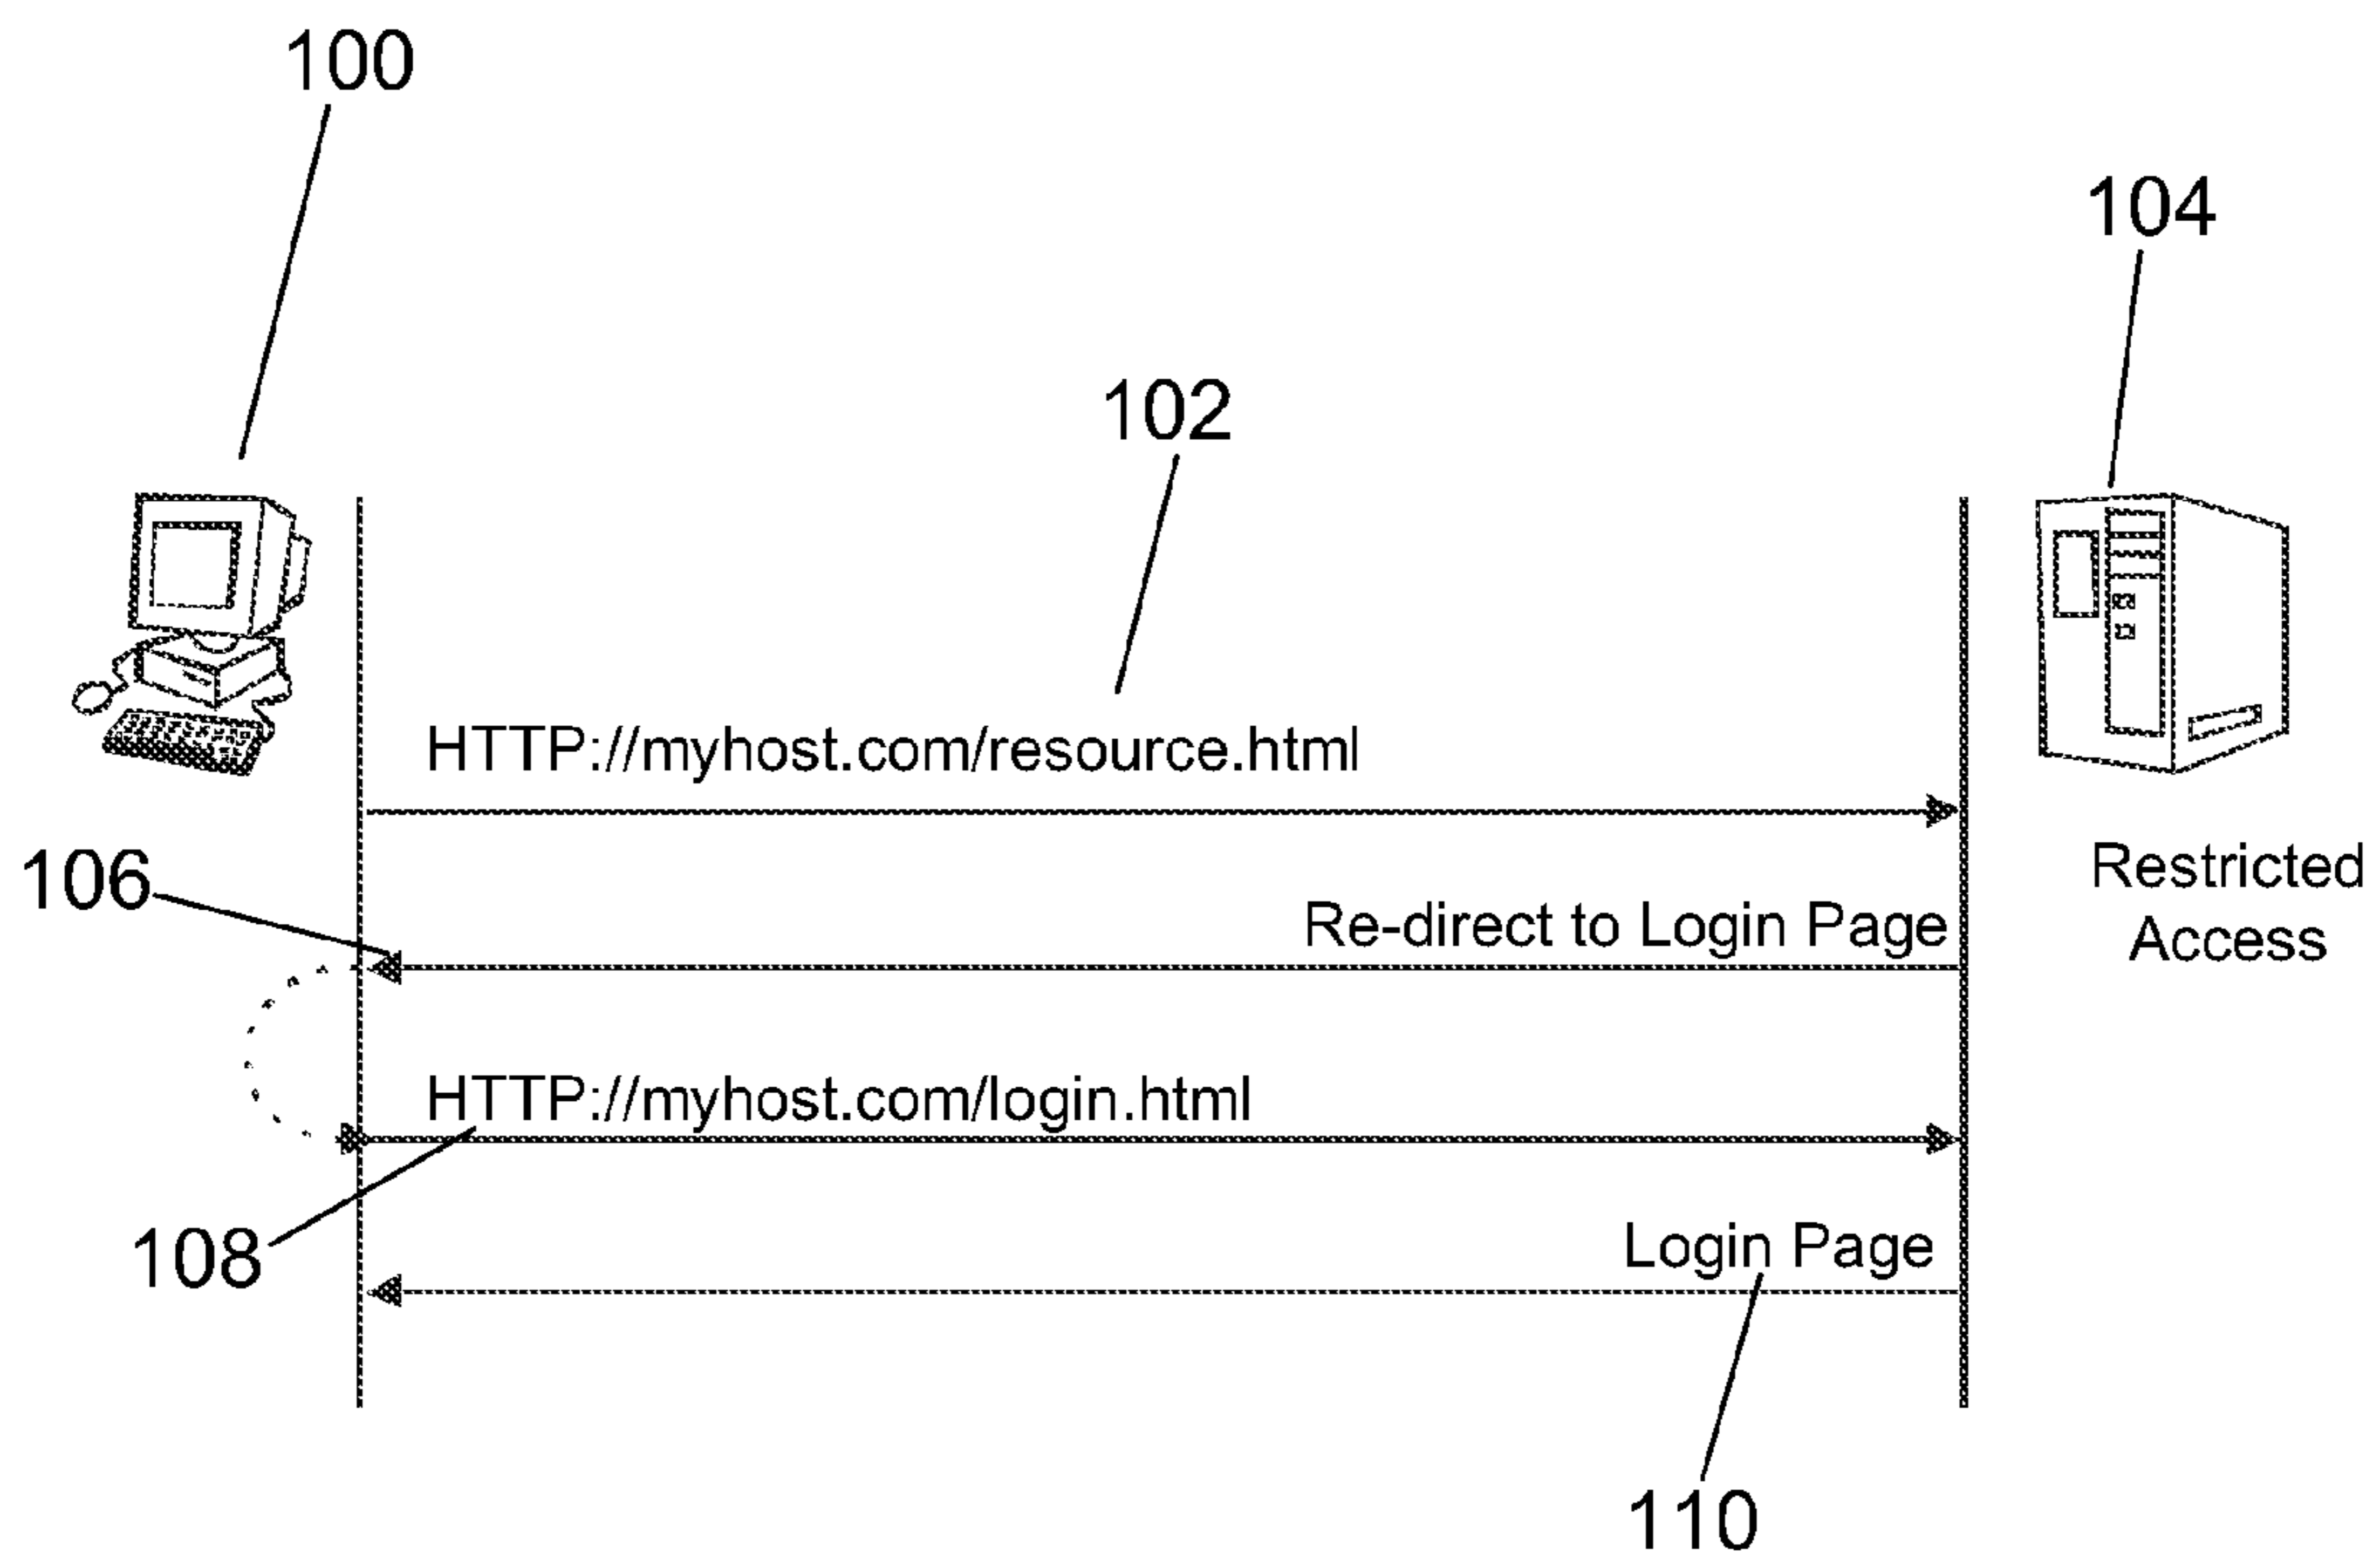 100
104
102
HTTP://myhost.com/resource.html
106
Restricted
Access
Re-direct to Login Page
HTTP://myhost.com/login.html
108
Login Page
110